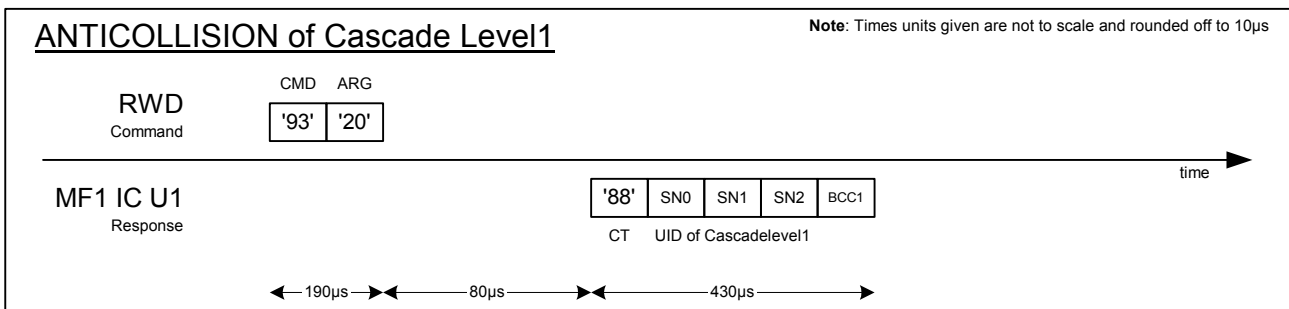 ANTICOLLISION of Cascade Level1
Note: Times units given are not to scale and rounded off to 10µs
CMD ARG
RWD
Command
'93' '20'
time
MF1 IC U1
Response
'88' SN0 SN1 SN2 BCC1
CT UID of Cascadelevel1
190µs 80µs 430µs